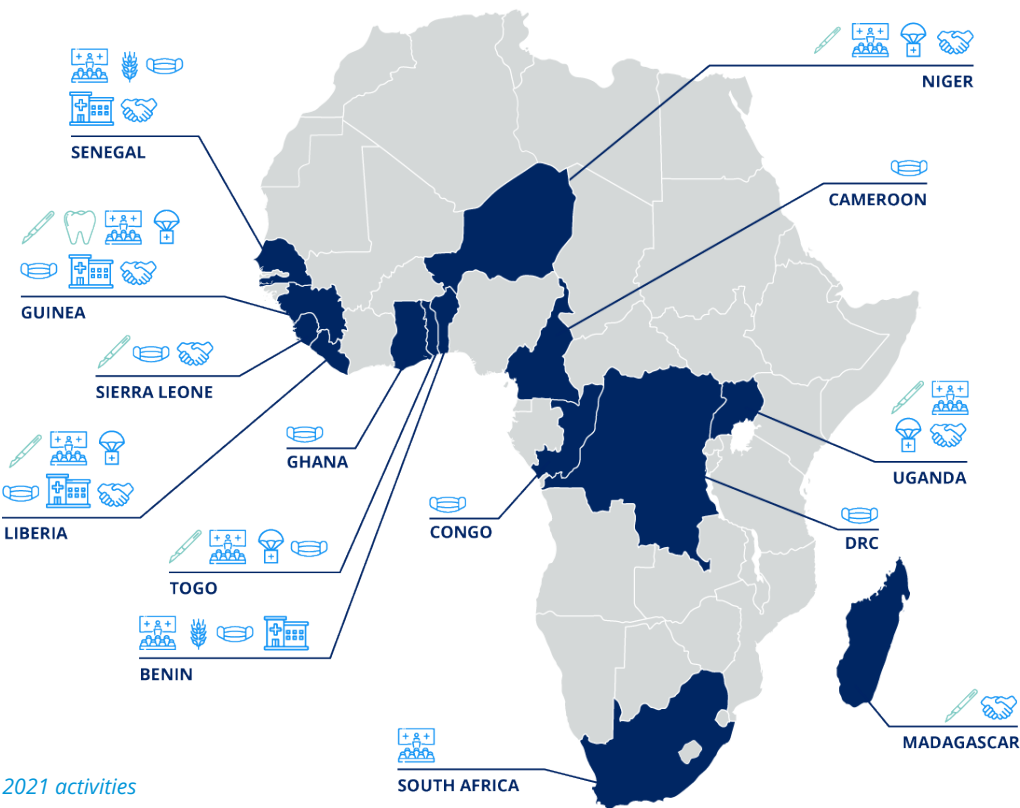 NIGER
SENEGAL
CAMEROON
GUINEA
SIERRA LEONE
GHANA
UGANDA
LIBERIA
CONGO
DRC
TOGO
BENIN
MADAGASCAR
SOUTH AFRICA
2021 activities